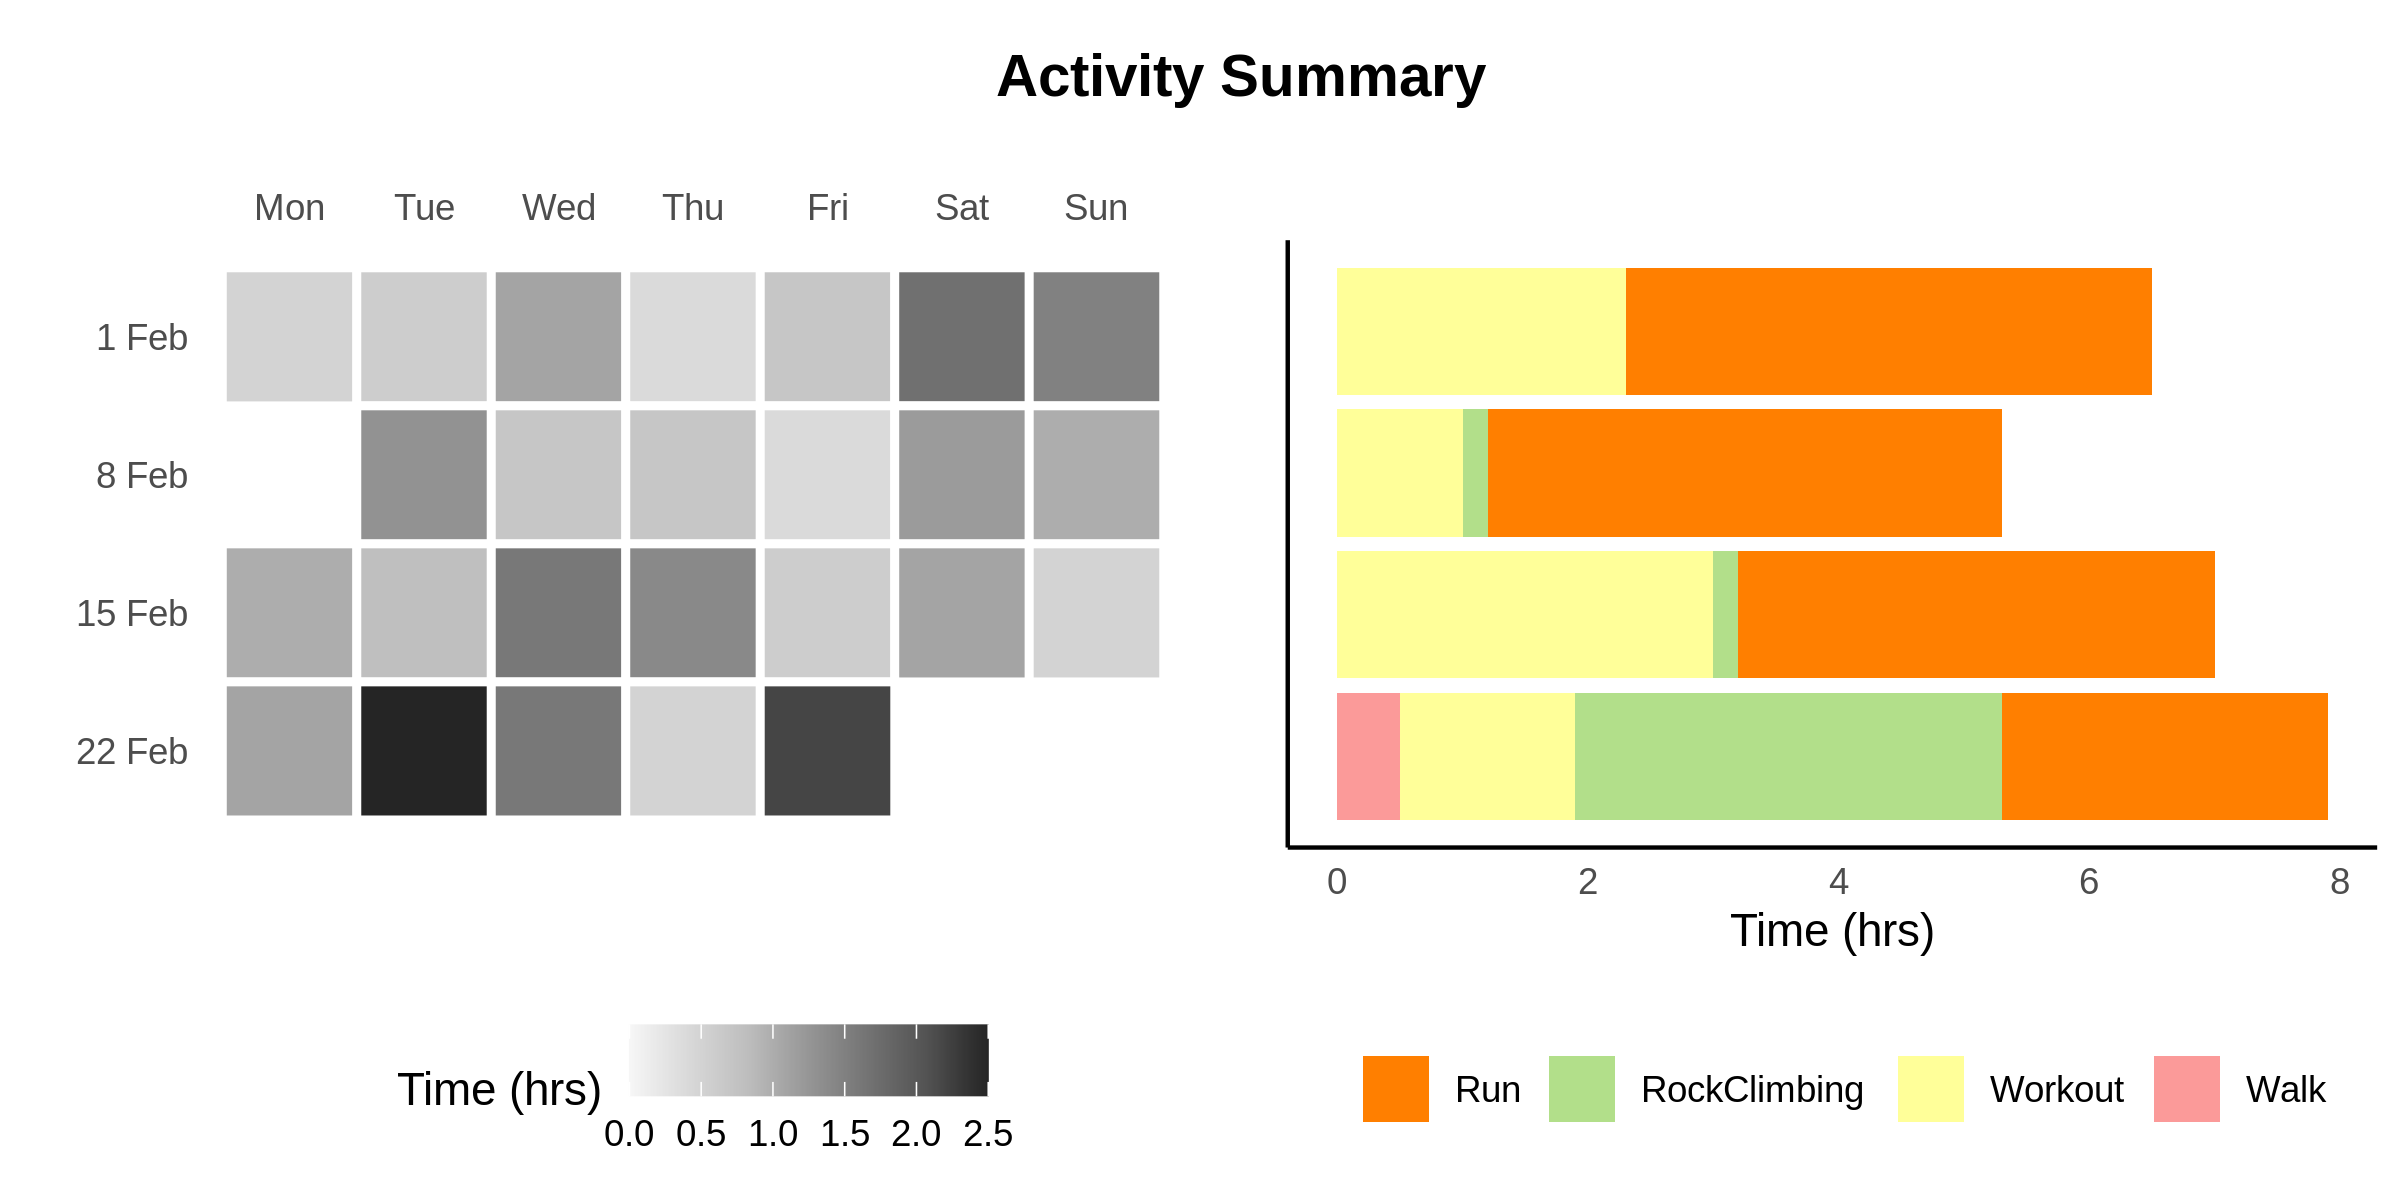 Activity Summary
Mon Tue Wed Thu Fri Sat Sun
1 Feb
8 Feb
15 Feb
22 Feb
0 2 4 6 8
Time (hrs)
Time (hrs)
0.0 0.5 1.0 1.5 2.0 2.5
Run RockClimbing Workout Walk